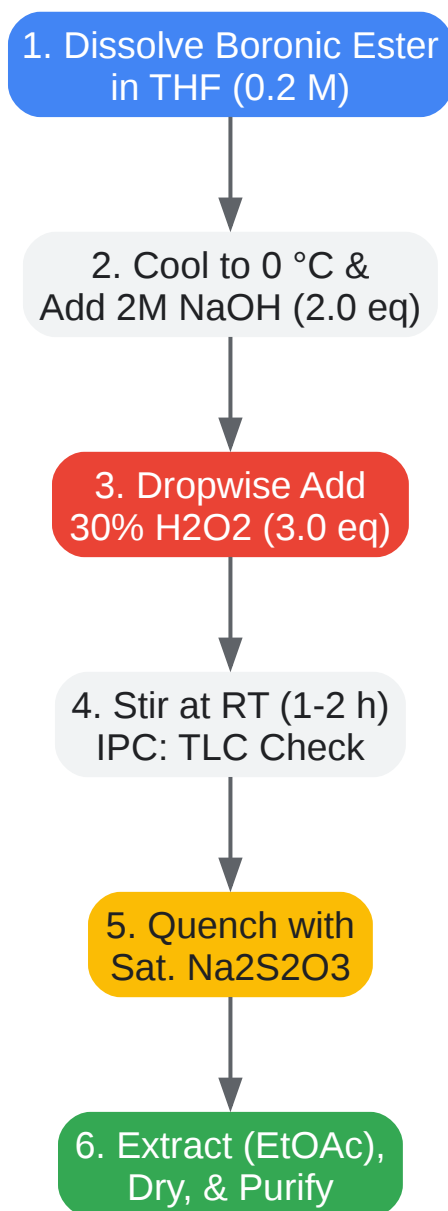 1. Dissolve Boronic Ester
in THF (0.2 M)
2. Cool to 0 °C &
Add 2M NaOH (2.0 eq)
3. Dropwise Add
30% H2O2 (3.0 eq)
4. Stir at RT (1-2 h)
IPC: TLC Check
5. Quench with
Sat. Na2S2O3
6. Extract (EtOAc),
Dry, & Purify